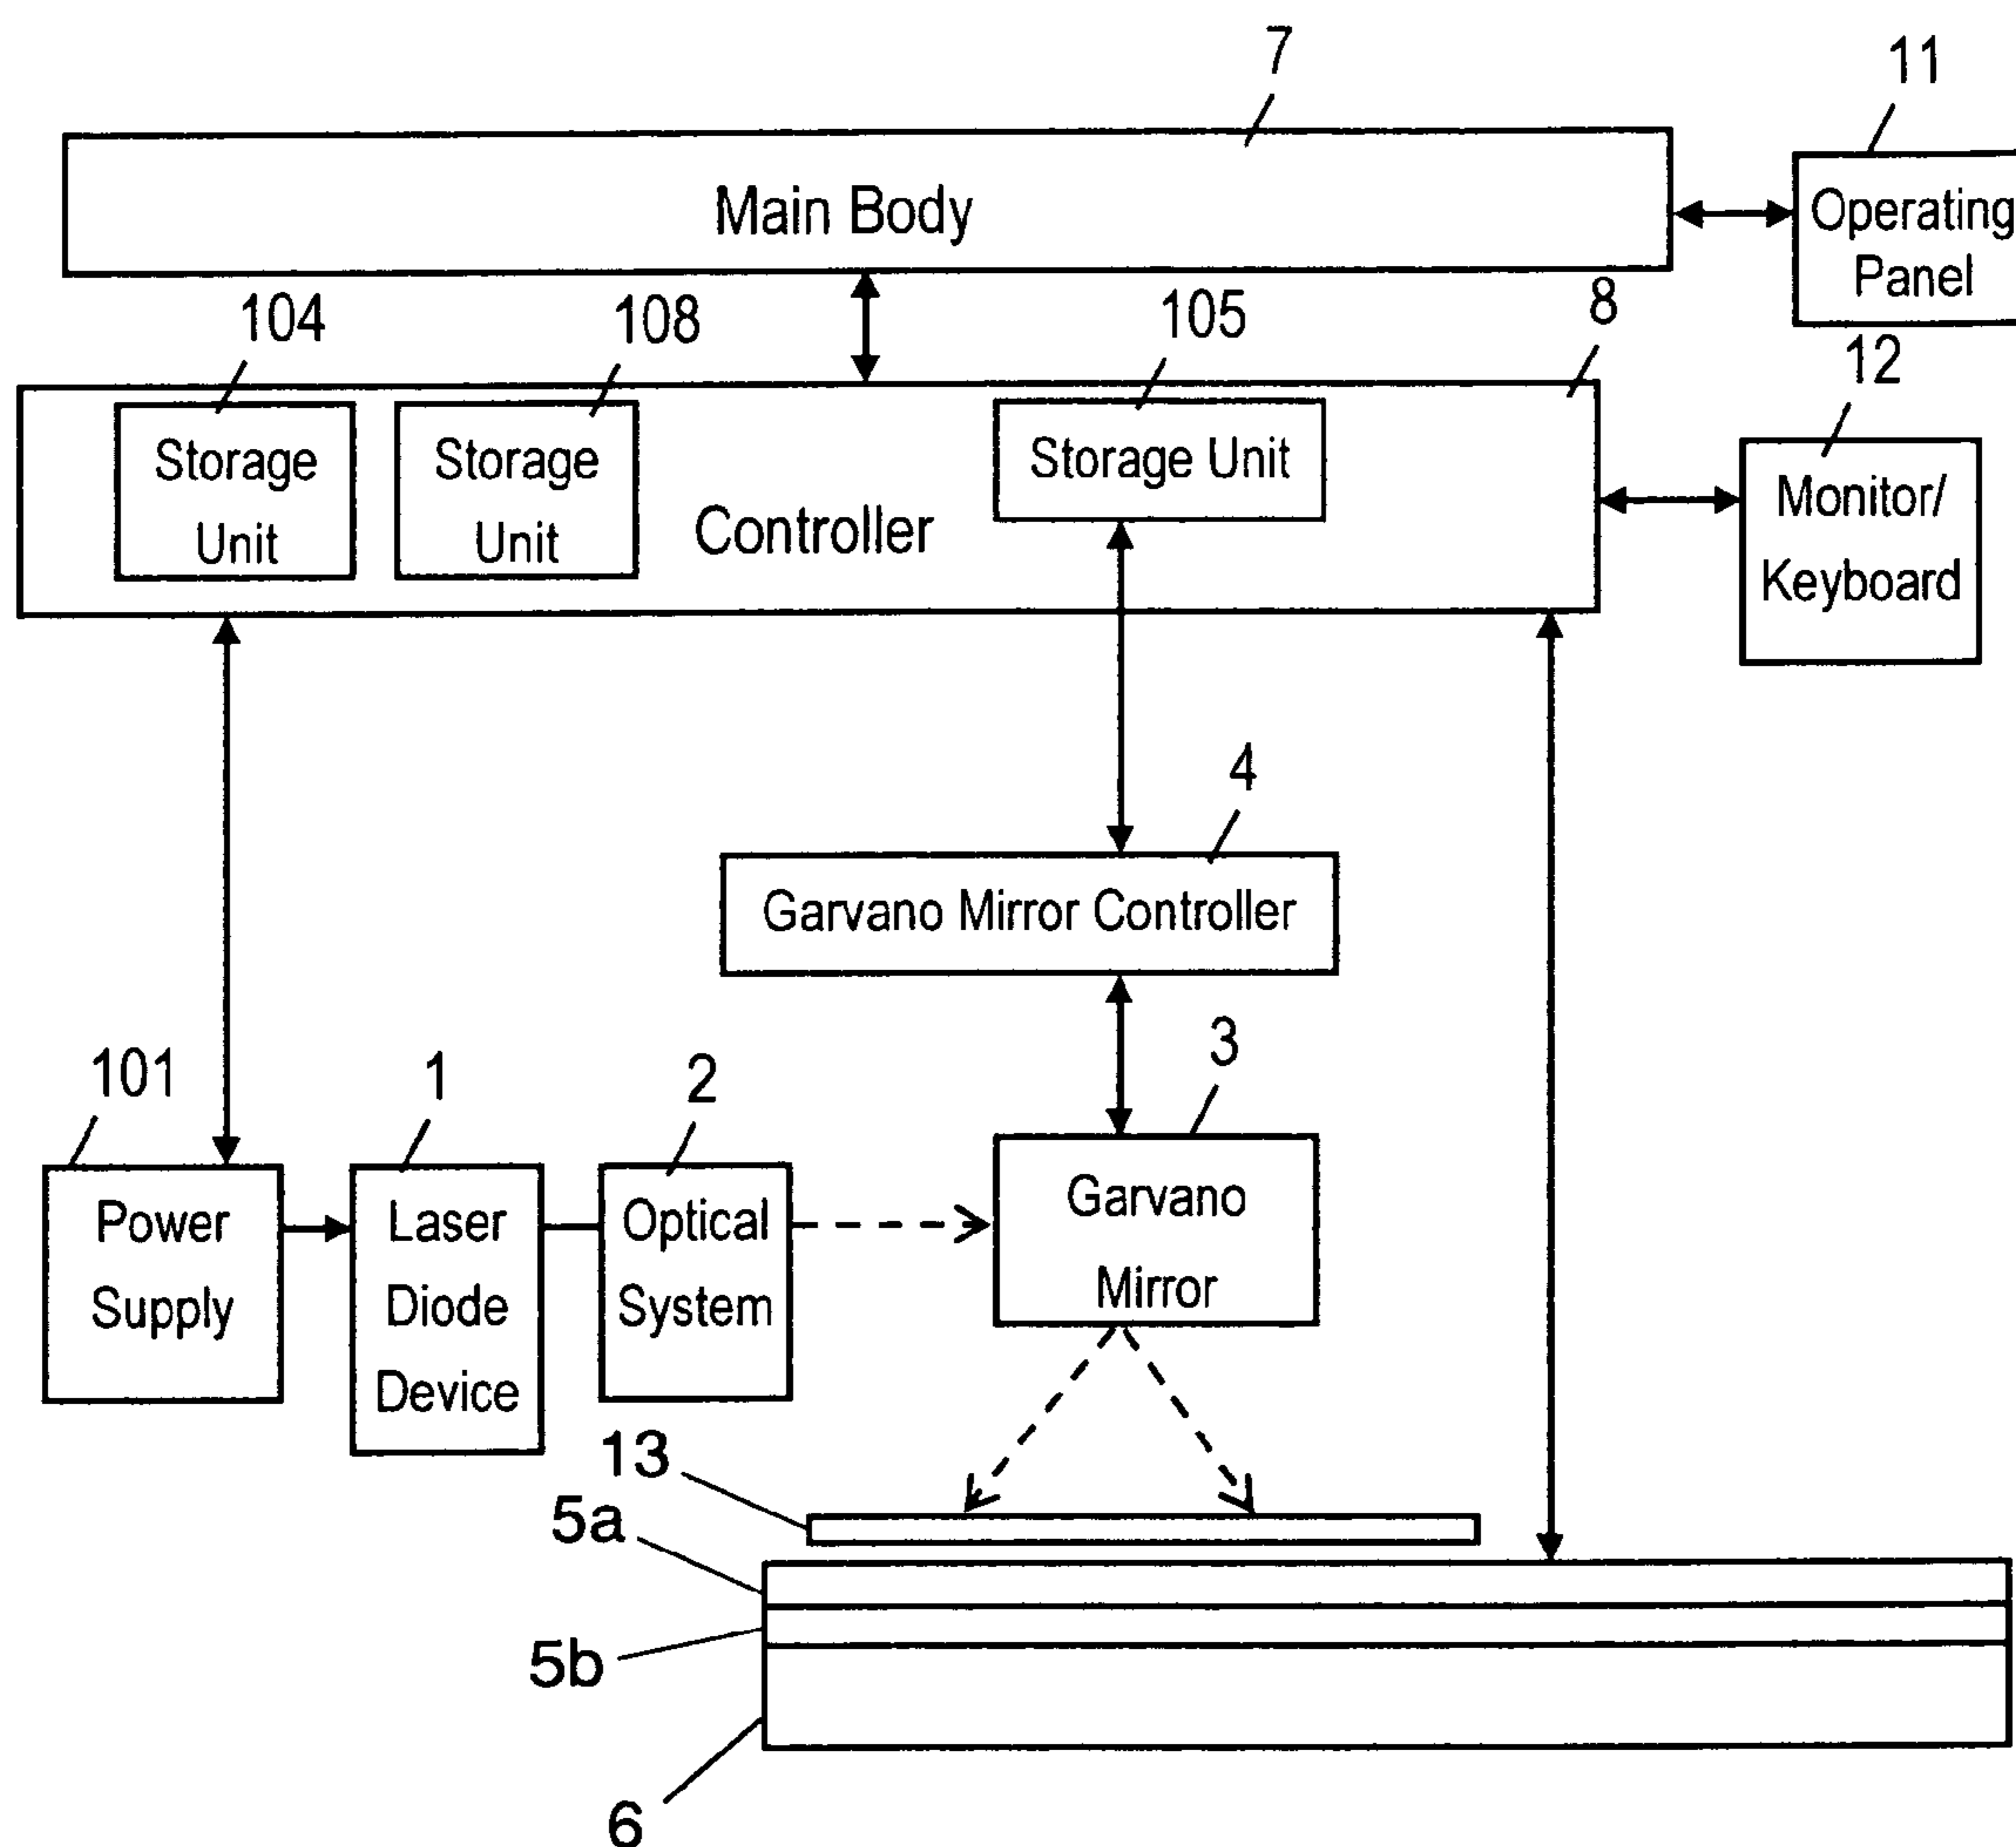 7
11
Main Body
Operating
Panel
104
108
105
8
12
Storage
Unit
Storage
Unit
Storage Unit
Controller
Monitor/
Keyboard
4
Garvano Mirror Controller
101
1
2
3
Power
Supply
Laser
Diode
Device
Optical
System
Garvano
Mirror
13
5a
5b
6